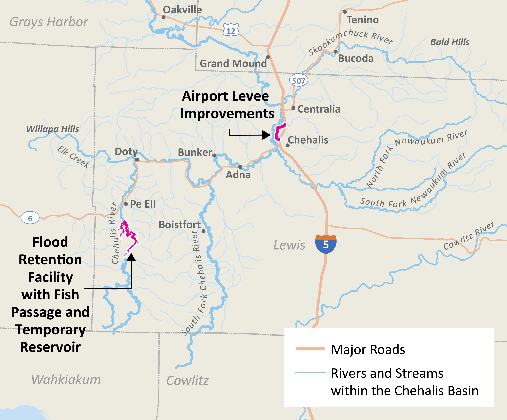 Grays Harbor
Oakville
12
Tenino
Skookumchuck River
Bald Hills
Bucoda
Grand Mound
507
Airport Levee
Improvements
Centralia
Chehalis
Willapa Hills
Elk Creek
Doty
Bunker
Adna
North Fork Newaukum River
South Fork Newaukum River
Pe Ell
6
Chehalis River
Boistfort
South Fork Chehalis River
Lewis
5
Cowlitz River
Flood
Retention
Facility
with Fish
Passage and
Temporary
Reservoir
Wahkiakum
Cowlitz
Major Roads
Rivers and Streams
within the Chehalis Basin